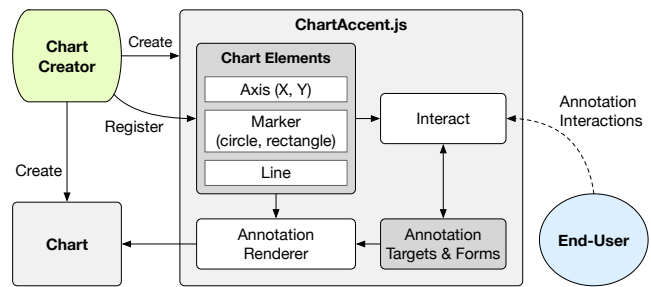 ChartAccent.js
Chart
Creator
Create
Chart Elements
Axis (X, Y)
Marker
(circle, rectangle)
Line
Register
Interact
Annotation
Interactions
Create
Chart
Annotation
Renderer
Annotation
Targets & Forms
End-User